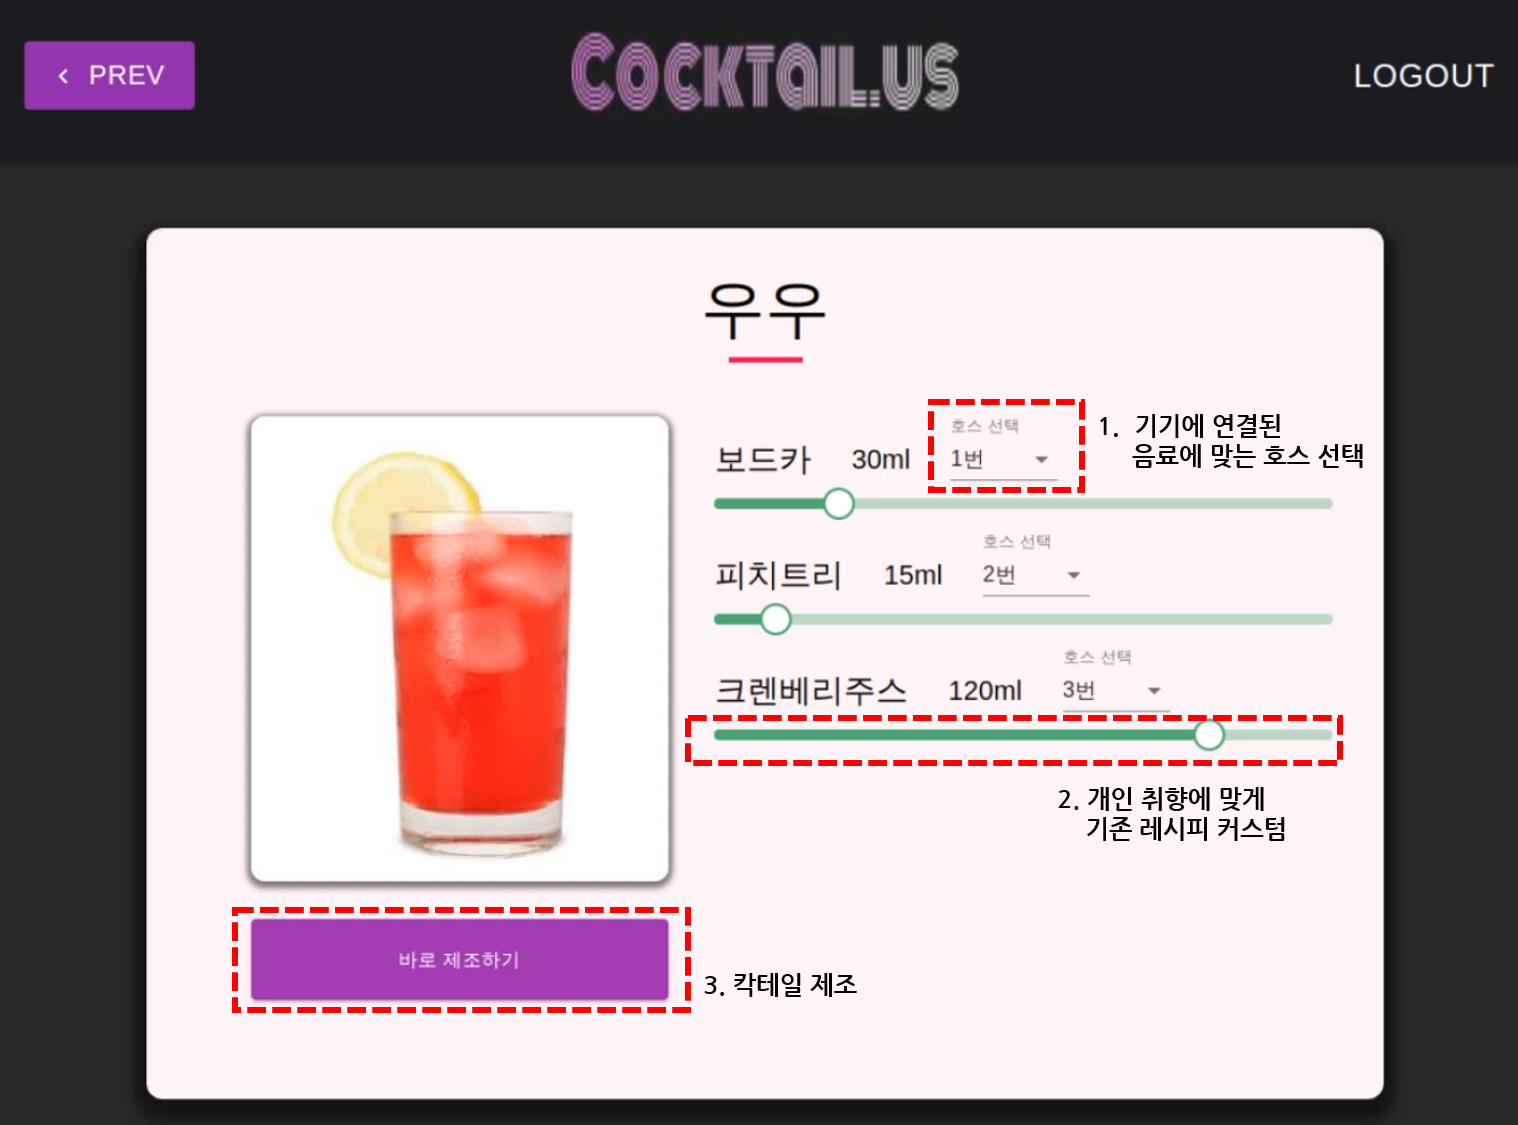 PREV
COCKTAIL.US
LOGOUT
우우
보드카 30ml
호스 선택
1번
1. 기기에 연결된
음료에 맞는 호스 선택
피치트리 15ml
호스 선택
2번
크렌베리주스 120ml
호스 선택
3번
2. 개인 취향에 맞게
기존 레시피 커스텀
바로 제조하기
3. 칵테일 제조